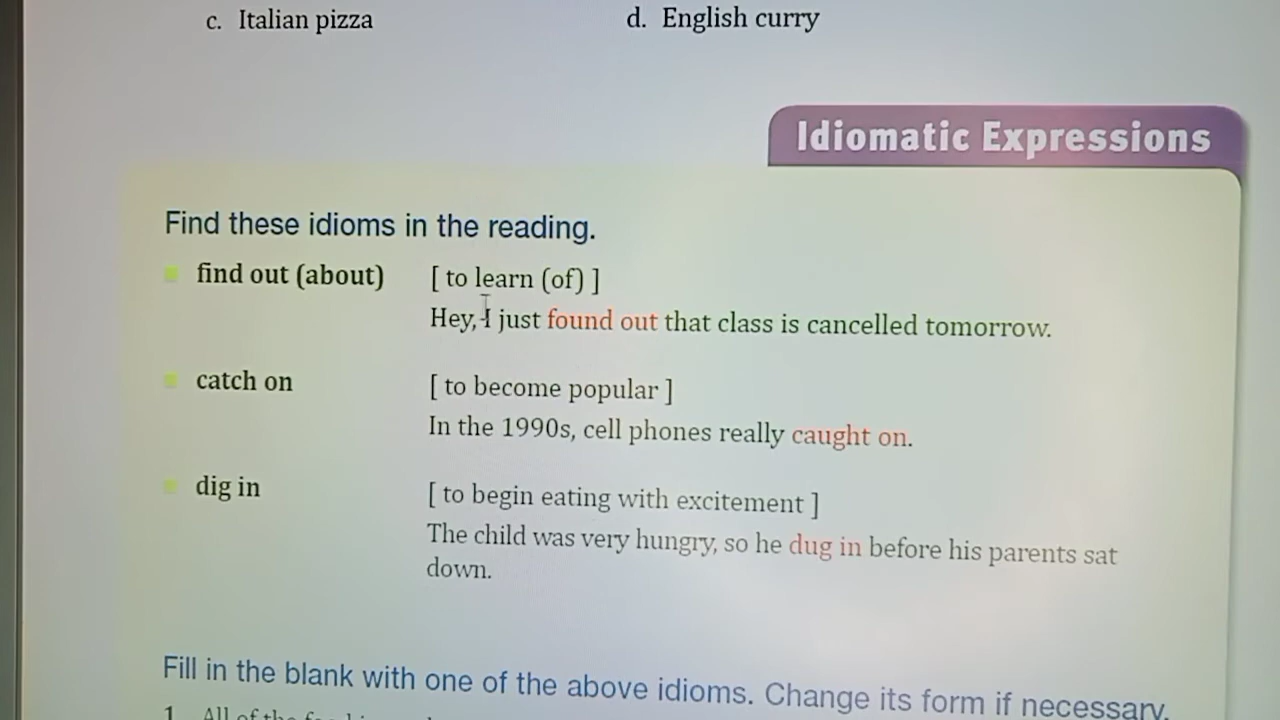 c. Italian pizza
d. English curry
Idiomatic Expressions
Find these idioms in the reading.
find out (about) [ to learn (of) ]
Hey, I just found out that class is cancelled tomorrow.
catch on [ to become popular ]
In the 1990s, cell phones really caught on.
dig in [ to begin eating with excitement ]
The child was very hungry, so he dug in before his parents sat
down.
Fill in the blank with one of the above idioms. Change its form if necessary.
1. All of the